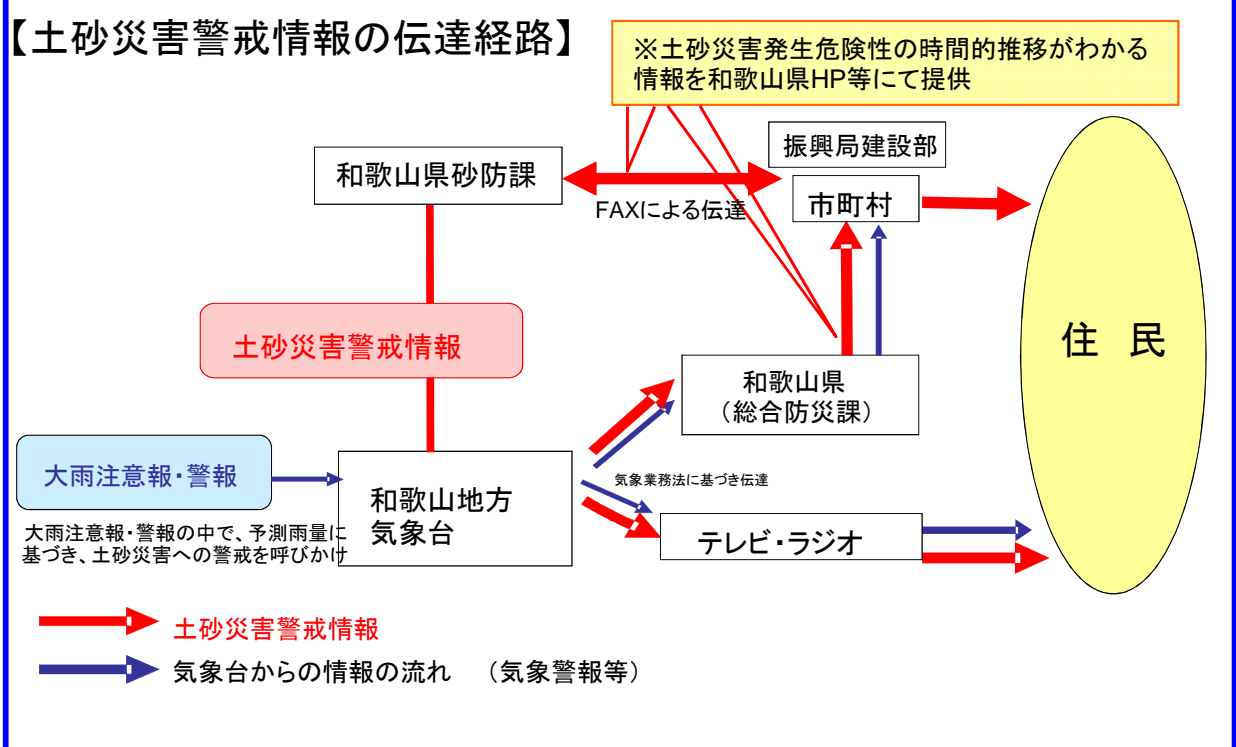 【土砂災害警戒情報の伝達経路】
※土砂災害発生危険性の時間的推移がわかる
情報を和歌山県HP等にて提供
振興局建設部
和歌山県砂防課
市町村
FAXによる伝達
土砂災害警戒情報
住 民
和歌山県
（総合防災課）
大雨注意報・警報
気象業務法に基づき伝達
和歌山地方
気象台
大雨注意報・警報の中で、予測雨量に
基づき、土砂災害への警戒を呼びかけ
テレビ・ラジオ
土砂災害警戒情報
気象台からの情報の流れ （気象警報等）